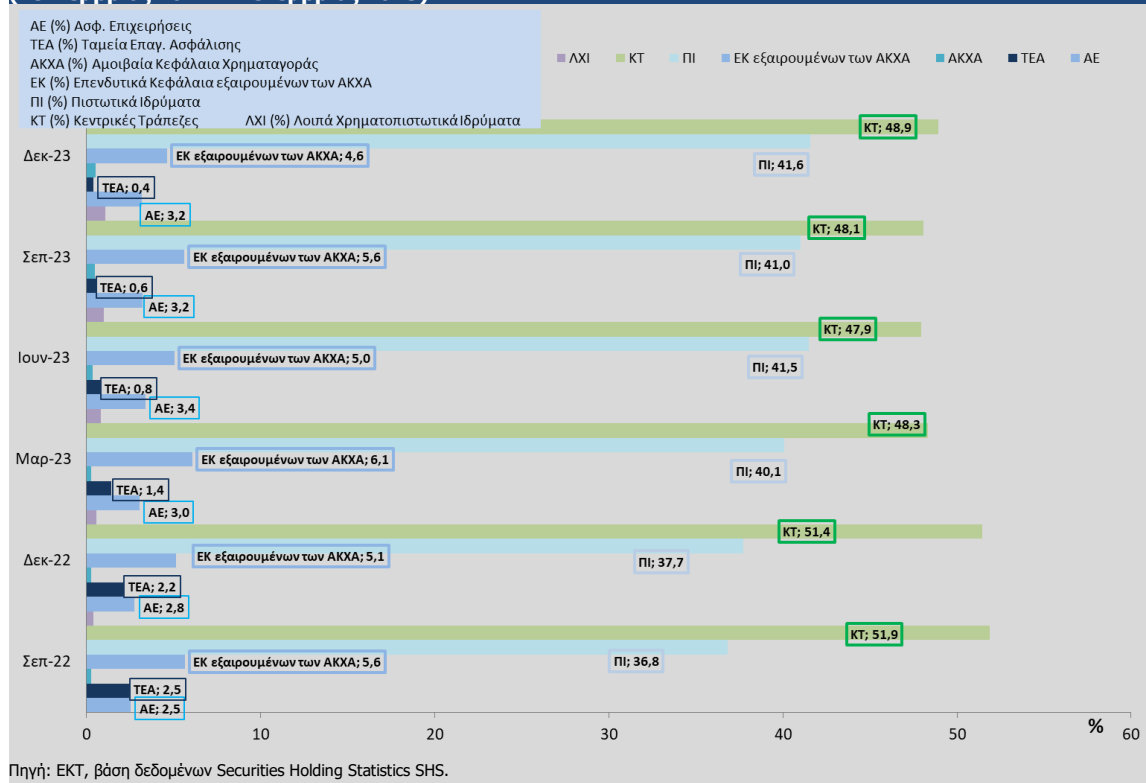 ΑΕ (%) Ασφ. Επιχειρήσεις
ΤΕΑ (%) Ταμεία Επαγ. Ασφάλισης
ΑΚΧΑ (%) Αμοιβαία Κεφάλαια Χρηματαγοράς
ΕΚ (%) Επενδυτικά Κεφάλαια εξαιρουμένων των ΑΚΧΑ
ΠΙ (%) Πιστωτικά Ιδρύματα
ΚΤ (%) Κεντρικές Τράπεζες ΛΧΙ (%) Λοιπά Χρηματοπιστωτικά Ιδρύματα
ΛΧΙ ΚΤ ΠΙ ΕΚ εξαιρουμένων των ΑΚΧΑ ΑΚΧΑ ΤΕΑ ΑΕ
Δεκ-23
ΚΤ; 48,9
ΠΙ; 41,6
ΕΚ εξαιρουμένων των ΑΚΧΑ; 4,6
ΤΕΑ; 0,4
ΑΕ; 3,2
Σεπ-23
ΚΤ; 48,1
ΠΙ; 41,0
ΕΚ εξαιρουμένων των ΑΚΧΑ; 5,6
ΤΕΑ; 0,6
ΑΕ; 3,2
Ιουν-23
ΚΤ; 47,9
ΠΙ; 41,5
ΕΚ εξαιρουμένων των ΑΚΧΑ; 5,0
ΤΕΑ; 0,8
ΑΕ; 3,4
Μαρ-23
ΚΤ; 48,3
ΠΙ; 40,1
ΕΚ εξαιρουμένων των ΑΚΧΑ; 6,1
ΤΕΑ; 1,4
ΑΕ; 3,0
Δεκ-22
ΚΤ; 51,4
ΠΙ; 37,7
ΕΚ εξαιρουμένων των ΑΚΧΑ; 5,1
ΤΕΑ; 2,2
ΑΕ; 2,8
Σεπ-22
ΚΤ; 51,9
ΠΙ; 36,8
ΕΚ εξαιρουμένων των ΑΚΧΑ; 5,6
ΤΕΑ; 2,5
ΑΕ; 2,5
%
0 10 20 30 40 50 60
Πηγή: ΕΚΤ, βάση δεδομένων Securities Holding Statistics SHS.